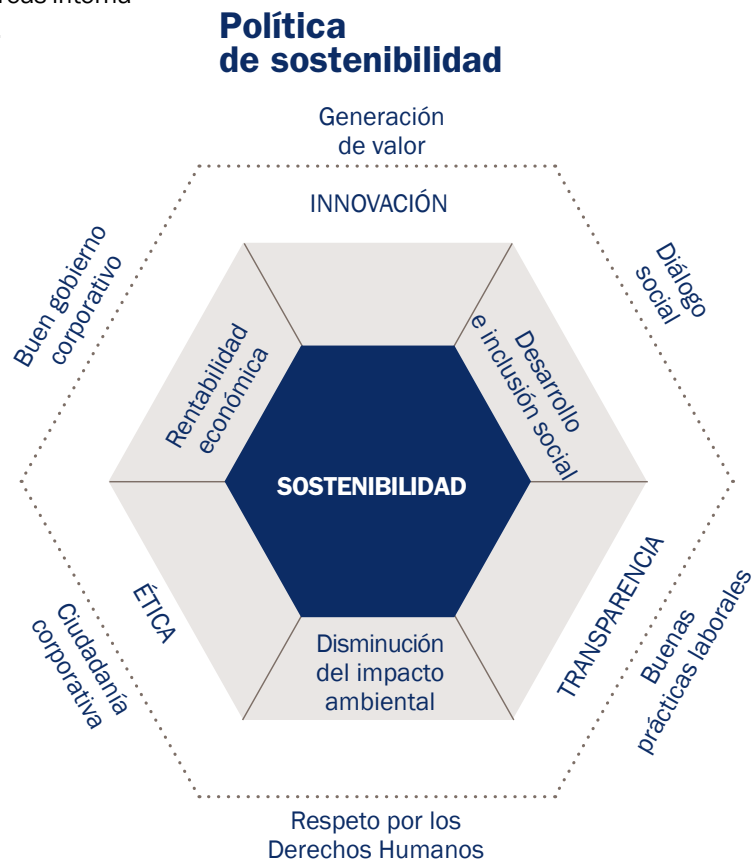 Política
de sostenibilidad
Generación
de valor
INNOVACIÓN
Buen gobierno
corporativo
Diálogo
social
Rentabilidad
económica
Desarrollo
e inclusión social
SOSTENIBILIDAD
ÉTICA
TRANSPARENCIA
Ciudadanía
corporativa
Disminución
del impacto
ambiental
Buenas
prácticas laborales
Respeto por los
Derechos Humanos